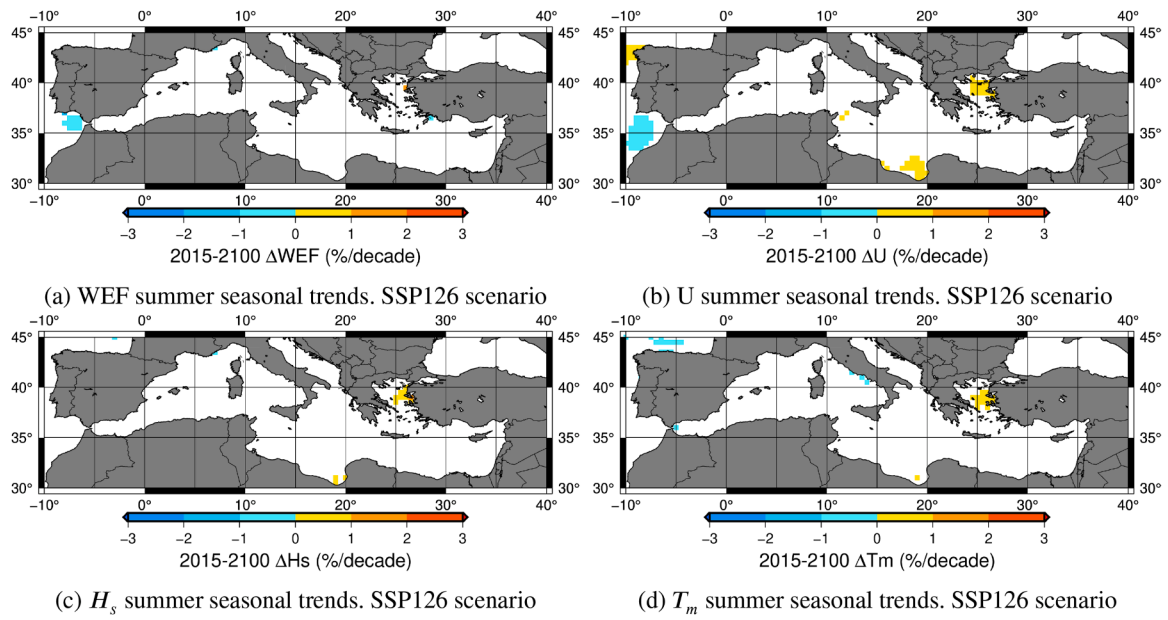 −10° 0° 10° 20° 30° 40°
45° 45°
40° 40°
35° 35°
30° 30°
−10° 0° 10° 20° 30° 40°
−3 −2 −1 0 1 2 3
2015-2100 ΔWEF (%/decade)
(a) WEF summer seasonal trends. SSP126 scenario
−10° 0° 10° 20° 30° 40°
45° 45°
40° 40°
35° 35°
30° 30°
−10° 0° 10° 20° 30° 40°
−3 −2 −1 0 1 2 3
2015-2100 ΔU (%/decade)
(b) U summer seasonal trends. SSP126 scenario
−10° 0° 10° 20° 30° 40°
45° 45°
40° 40°
35° 35°
30° 30°
0° 10° 20° 30° 40°
−3 −2 −1 0 1 2 3
2015-2100 ΔHs (%/decade)
(c) Hₛ summer seasonal trends. SSP126 scenario
−10° 0° 10° 20° 30° 40°
45° 45°
40° 40°
35° 35°
30° 30°
0° 10° 20° 30° 40°
−3 −2 −1 0 1 2 3
2015-2100 ΔTm (%/decade)
(d) Tₘ summer seasonal trends. SSP126 scenario